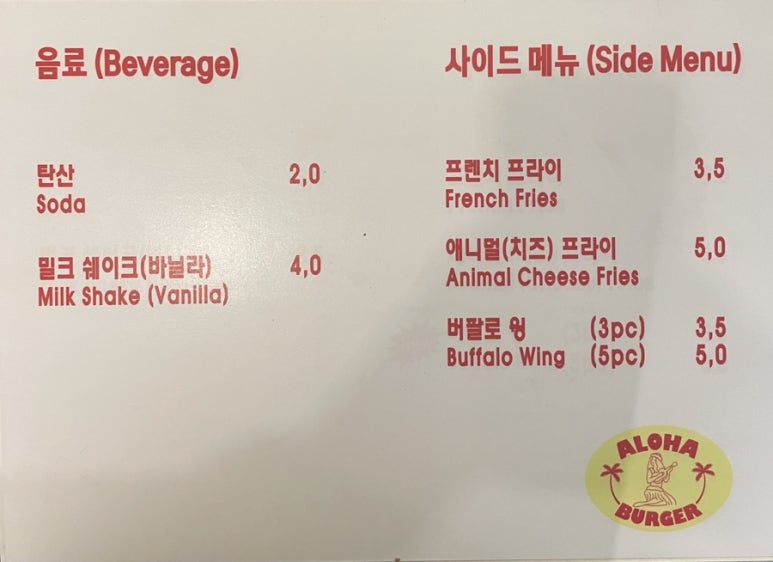 음료 (Beverage)
탄산 2,0
Soda
밀크 쉐이크(바닐라) 4,0
Milk Shake (Vanilla)
사이드 메뉴 (Side Menu)
프렌치 프라이 3,5
French Fries
애니멀(치즈) 프라이 5,0
Animal Cheese Fries
버팔로 윙 (3pc) 3,5
Buffalo Wing (5pc) 5,0
ALOHA
BURGER